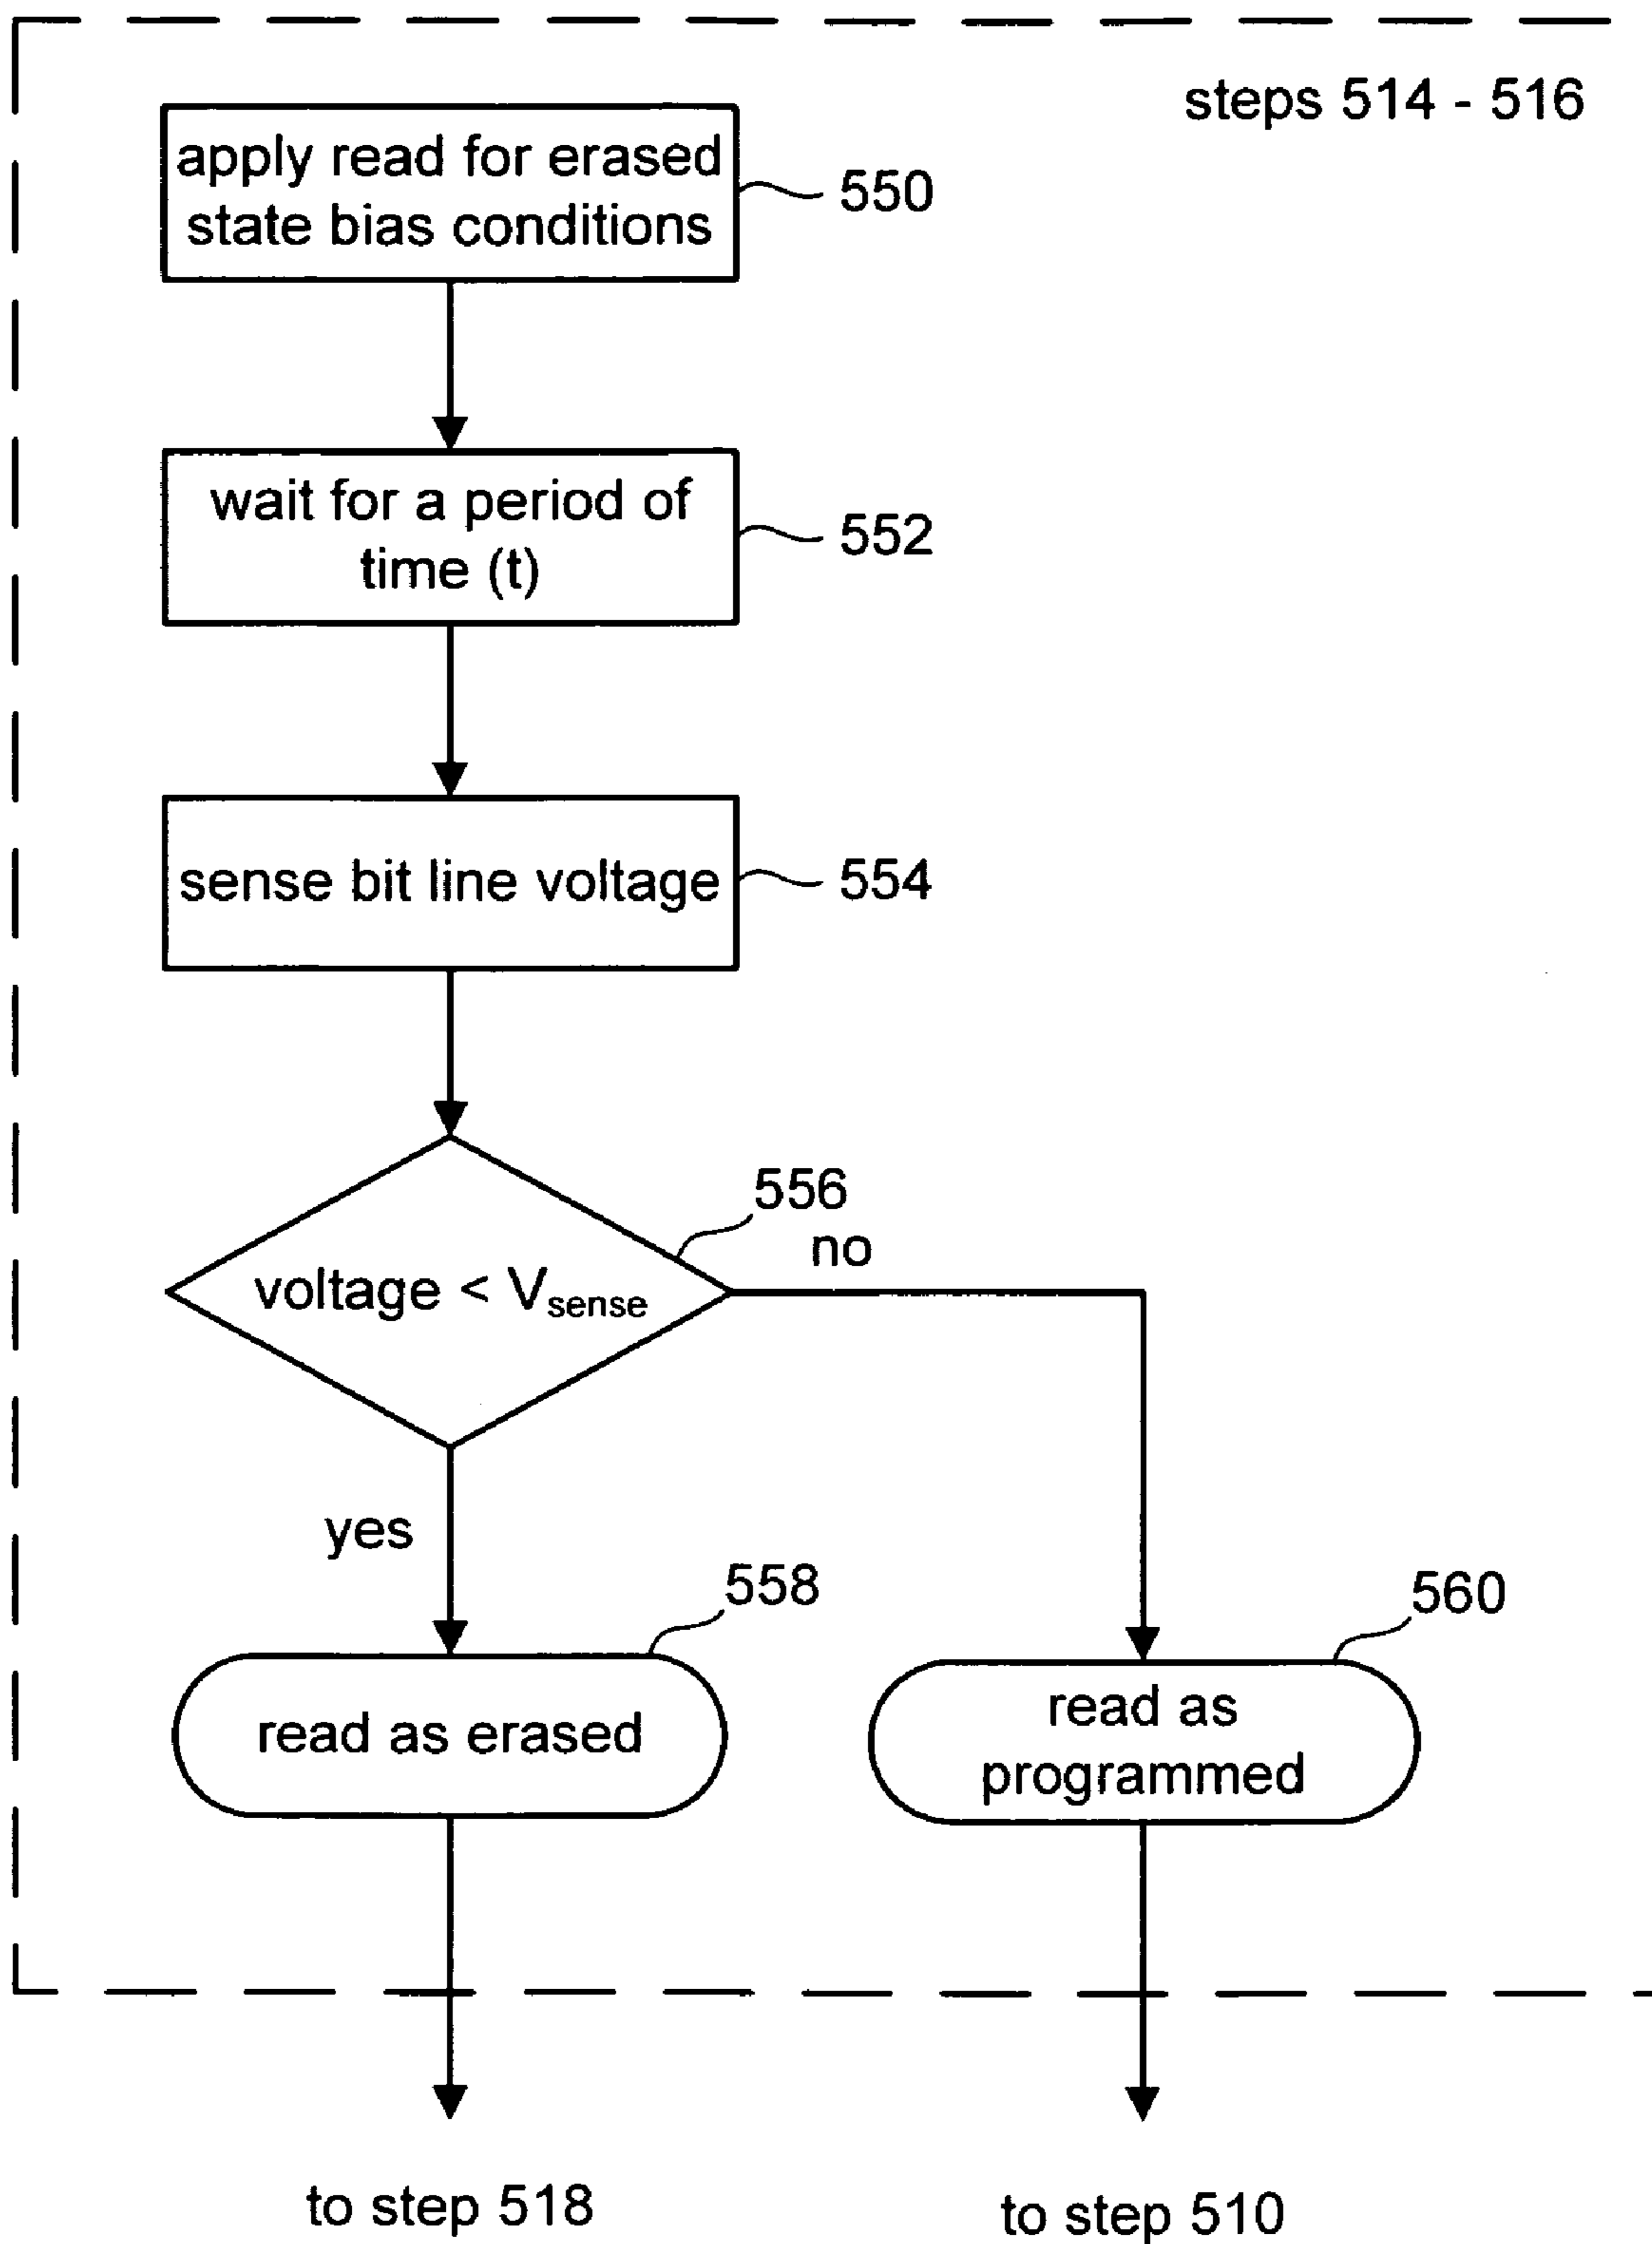 steps 514 - 516
apply read for erased
state bias conditions
550
wait for a period of
time (t)
552
sense bit line voltage
554
556
no
voltage < Vsense
yes
558
560
read as erased
read as
programmed
to step 518
to step 510